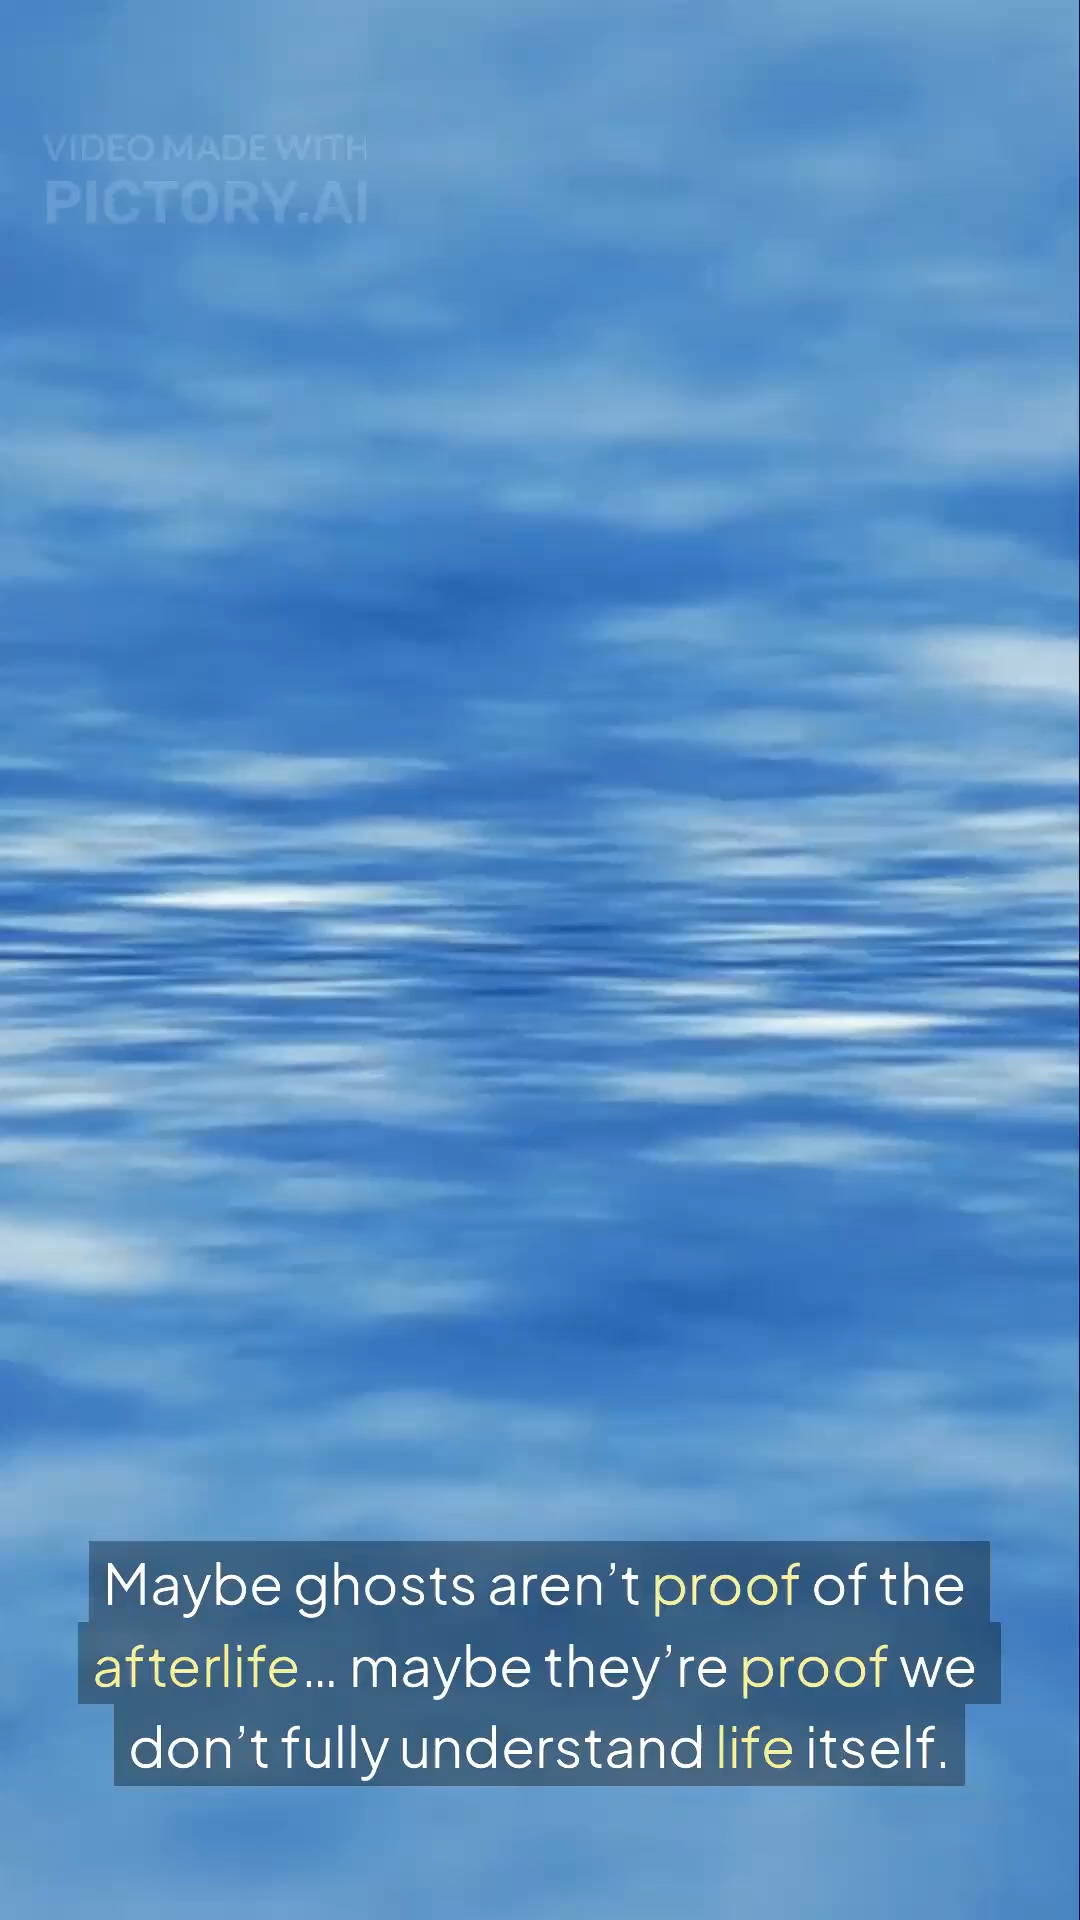 VIDEO MADE WITH
PICTORY.AI
Maybe ghosts aren’t proof of the
afterlife... maybe they’re proof we
don’t fully understand life itself.